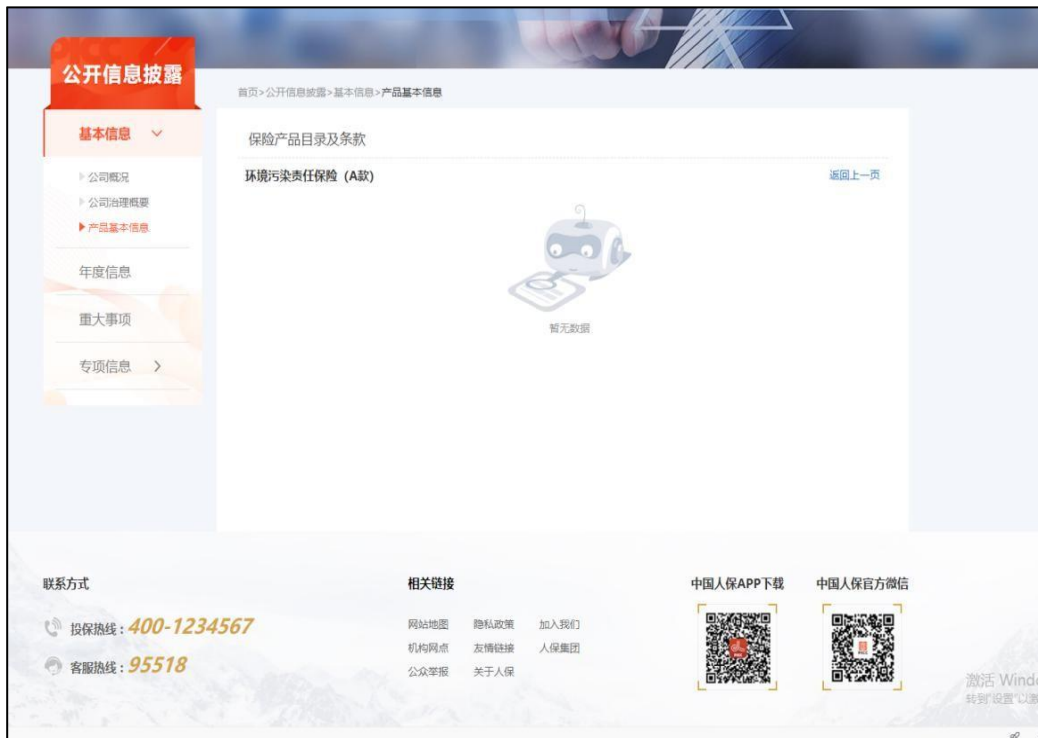 公开信息披露
首页>公开信息披露>基本信息>产品基本信息
基本信息
公司概况
公司治理概要
产品基本信息
年度信息
重大事项
专项信息
保险产品目录及条款
环境污染责任保险（A款）
返回上一页
暂无数据
联系方式
投保热线：400-1234567
客服热线：95518
相关链接
网站地图 隐私政策 加入我们
机构网点 友情链接 人保集团
公众举报 关于人保
中国人保APP下载
中国人保官方微信
激活 Windo
转到"设置"以激